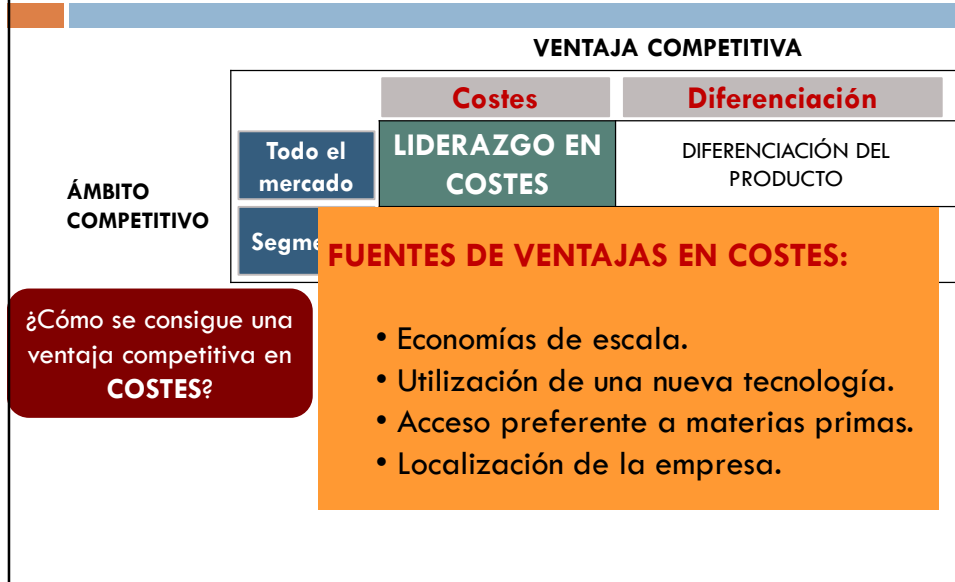 VENTAJA COMPETITIVA
Costes
Diferenciación
Todo el
mercado
LIDERAZGO EN
COSTES
DIFERENCIACIÓN DEL
PRODUCTO
ÁMBITO
COMPETITIVO
FUENTES DE VENTAJAS EN COSTES:
• Economías de escala.
• Utilización de una nueva tecnología.
• Acceso preferente a materias primas.
• Localización de la empresa.
¿Cómo se consigue una
ventaja competitiva en
COSTES?